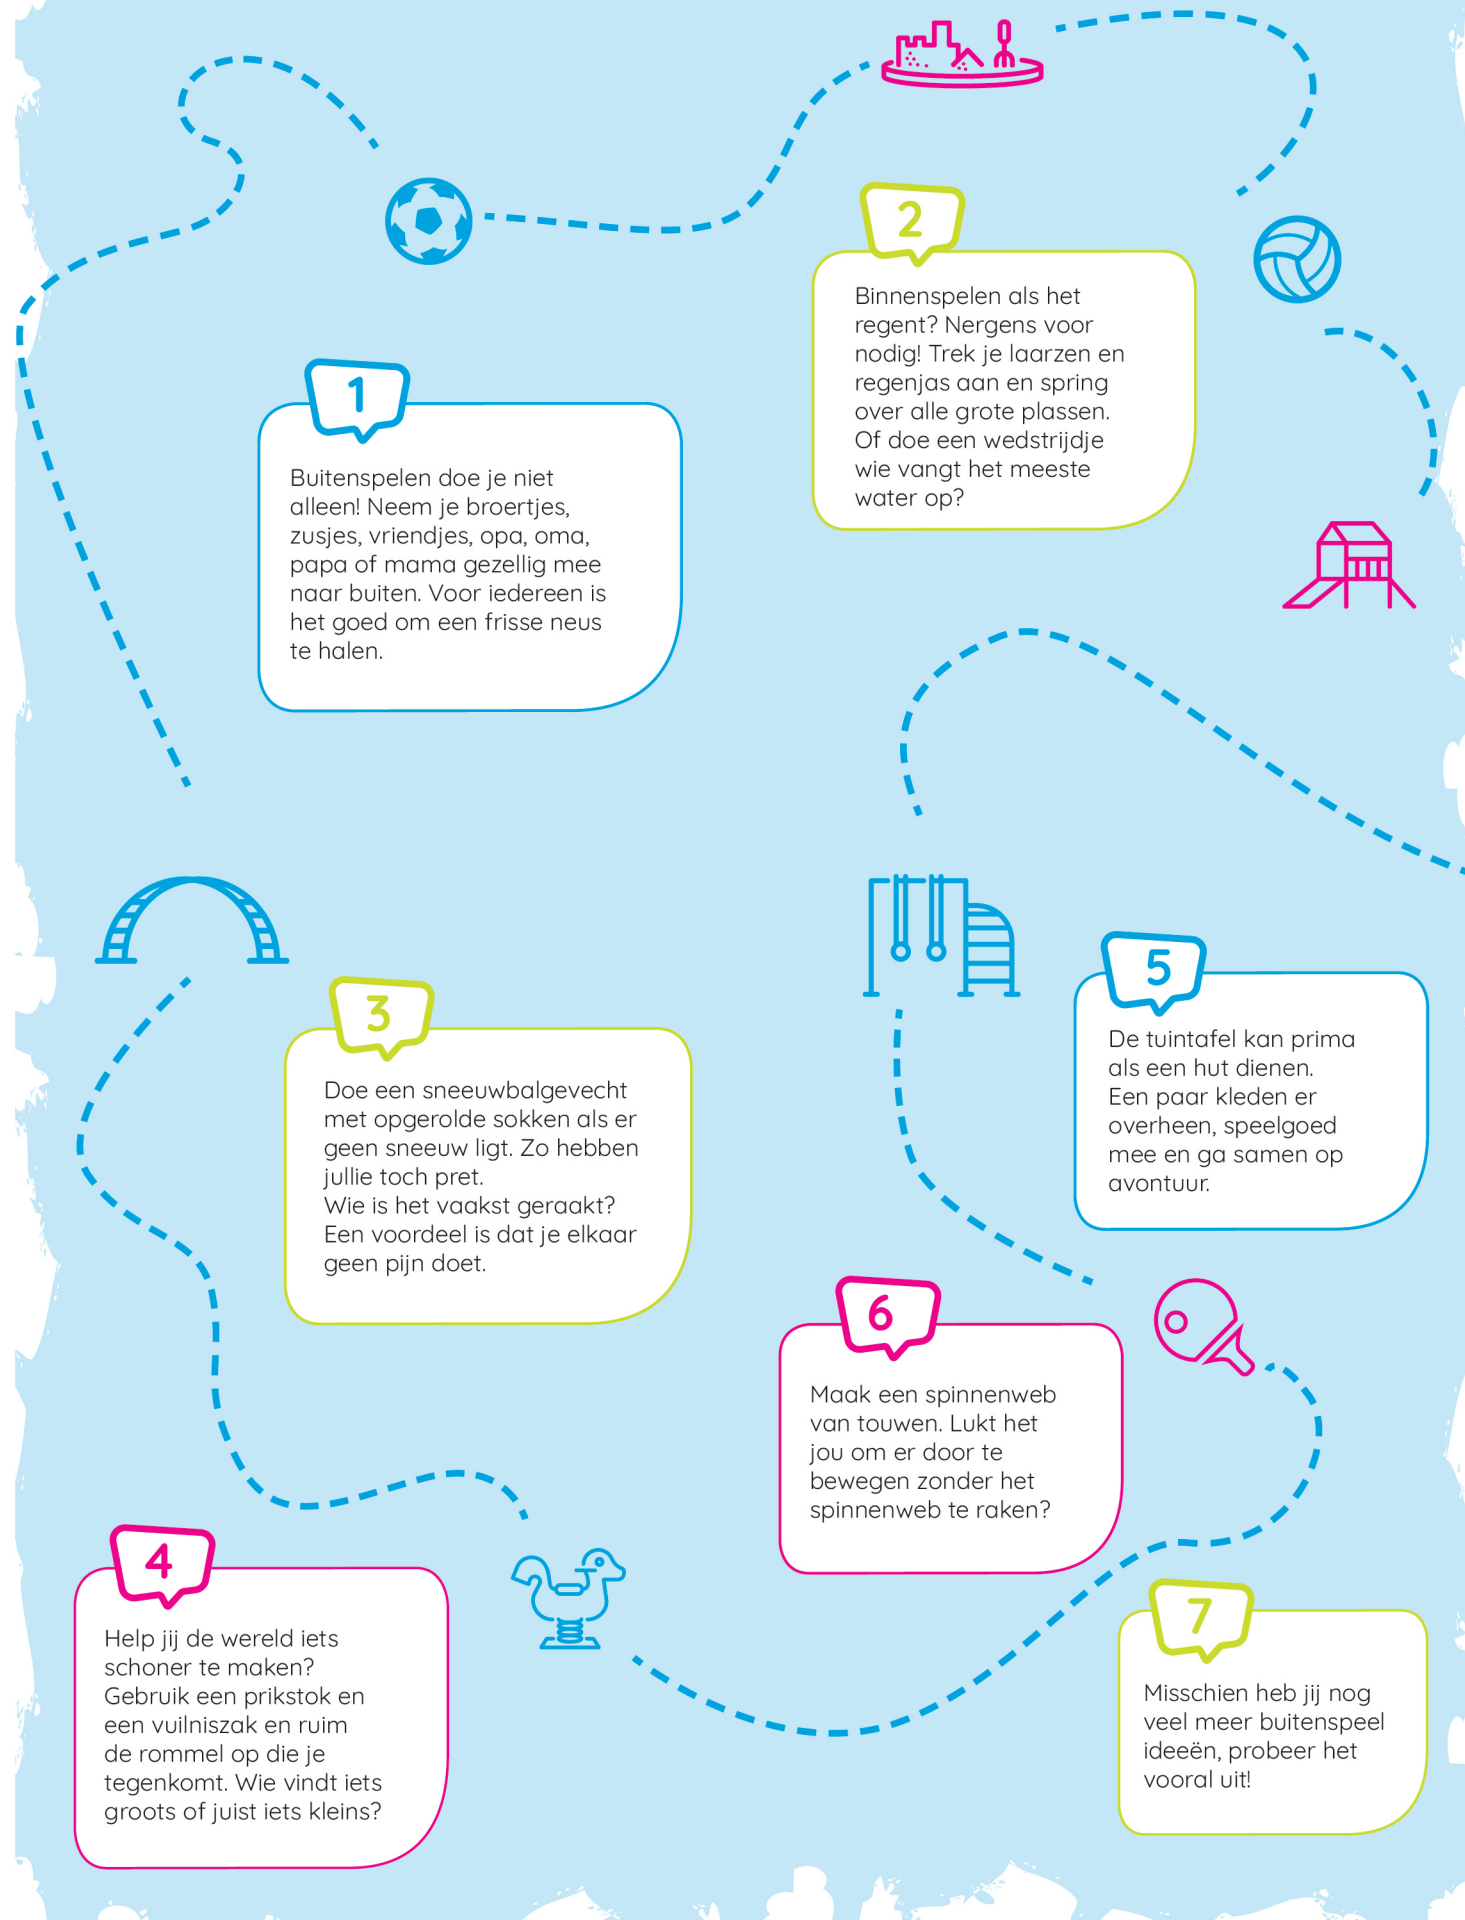 1
Buitenspelen doe je niet
alleen! Neem je broertjes,
zusjes, vriendjes, opa, oma,
papa of mama gezellig mee
naar buiten. Voor iedereen is
het goed om een frisse neus
te halen.
2
Binnenspelen als het
regent? Nergens voor
nodig! Trek je laarzen en
regenjas aan en spring
over alle grote plassen.
Of doe een wedstrijdje
wie vangt het meeste
water op?
3
Doe een sneeuwbalgevecht
met opgerolde sokken als er
geen sneeuw ligt. Zo hebben
jullie toch pret.
Wie is het vaakst geraakt?
Een voordeel is dat je elkaar
geen pijn doet.
4
Help jij de wereld iets
schoner te maken?
Gebruik een prikstok en
een vuilniszak en ruim
de rommel op die je
tegenkomt. Wie vindt iets
groots of juist iets kleins?
5
De tuintafel kan prima
als een hut dienen.
Een paar kleden er
overheen, speelgoed
mee en ga samen op
avontuur.
6
Maak een spinnenweb
van touwen. Lukt het
jou om er door te
bewegen zonder het
spinnenweb te raken?
7
Misschien heb jij nog
veel meer buitenspeel
ideeën, probeer het
vooral uit!